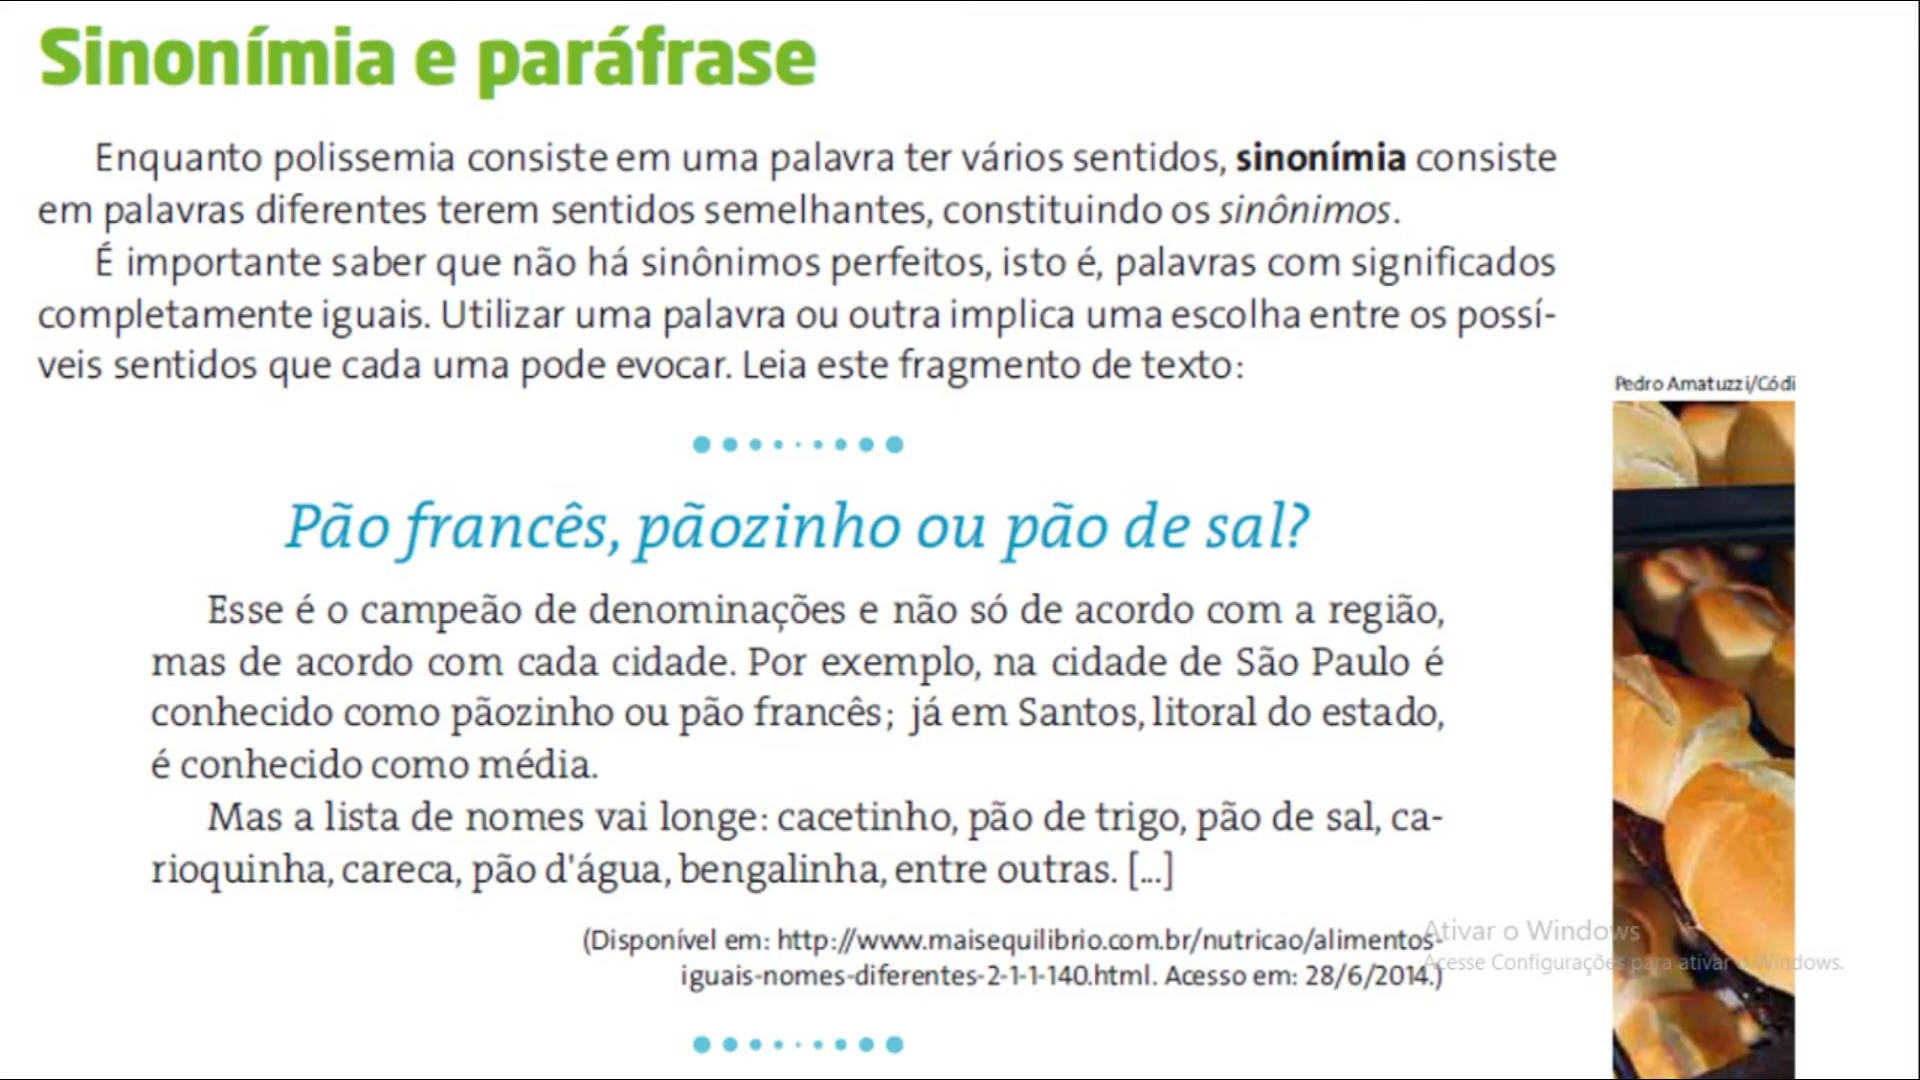 Sinonímia e paráfrase
Enquanto polissemia consiste em uma palavra ter vários sentidos, sinonímia consiste
em palavras diferentes terem sentidos semelhantes, constituindo os sinônimos.
É importante saber que não há sinônimos perfeitos, isto é, palavras com significados
completamente iguais. Utilizar uma palavra ou outra implica uma escolha entre os possí-
veis sentidos que cada uma pode evocar. Leia este fragmento de texto:
Pedro Amatuzzi/Códi
Pão francês, pãozinho ou pão de sal?
Esse é o campeão de denominações e não só de acordo com a região,
mas de acordo com cada cidade. Por exemplo, na cidade de São Paulo é
conhecido como pãozinho ou pão francês; já em Santos, litoral do estado,
é conhecido como média.
Mas a lista de nomes vai longe: cacetinho, pão de trigo, pão de sal, ca-
rioquinha, careca, pão d'água, bengalinha, entre outras. [...]
(Disponível em: http://www.maisequilibrio.com.br/nutricao/alimentos-
iguais-nomes-diferentes-2-1-1-140.html. Acesso em: 28/6/2014.)
Ativar o Windows
Acesse Configurações para ativar o Windows.